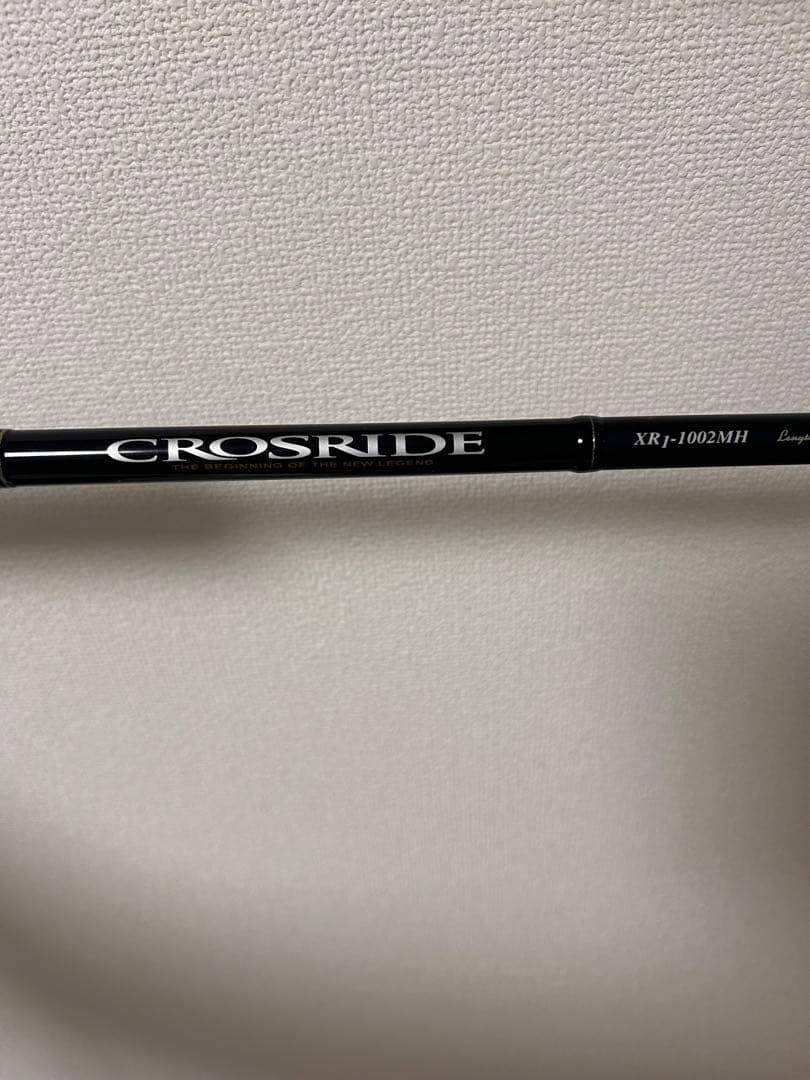 CROSRIDE
THE BEGINNING OF THE NEW LEGEND
XR1-1002MH